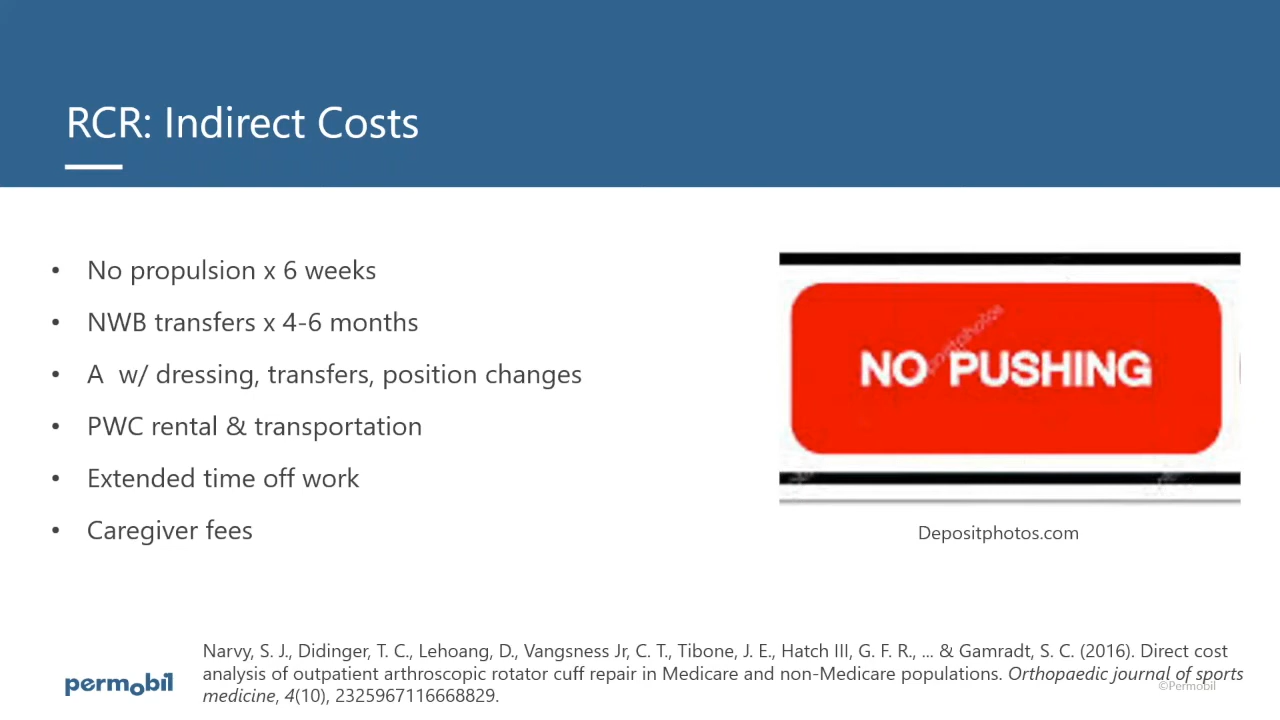 RCR: Indirect Costs
• No propulsion x 6 weeks
• NWB transfers x 4-6 months
• A w/ dressing, transfers, position changes
• PWC rental & transportation
• Extended time off work
• Caregiver fees
NO PUSHING
depositphotos
Depositphotos.com
Narvy, S. J., Didinger, T. C., Lehoang, D., Vangsness Jr, C. T., Tibone, J. E., Hatch III, G. F. R., ... & Gamradt, S. C. (2016). Direct cost
analysis of outpatient arthroscopic rotator cuff repair in Medicare and non-Medicare populations. Orthopaedic journal of sports
medicine, 4(10), 2325967116668829.
permobil
©Permobil